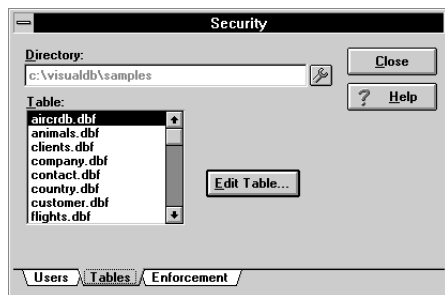 Security
Directory:
c:\visualdb\samples
Close
? Help
Table:
aircrdb.dbf
animals.dbf
clients.dbf
company.dbf
contact.dbf
country.dbf
customer.dbf
flights.dbf
Edit Table...
Users Tables Enforcement